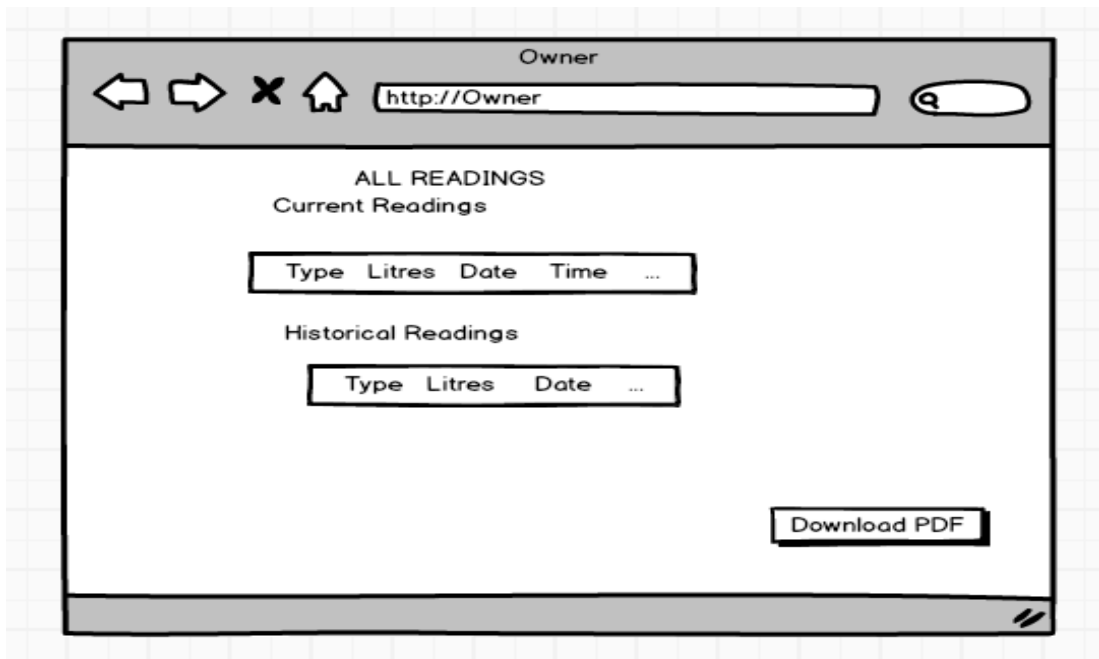 Owner
http://Owner
ALL READINGS
Current Readings
Type Litres Date Time ...
Historical Readings
Type Litres Date ...
Download PDF